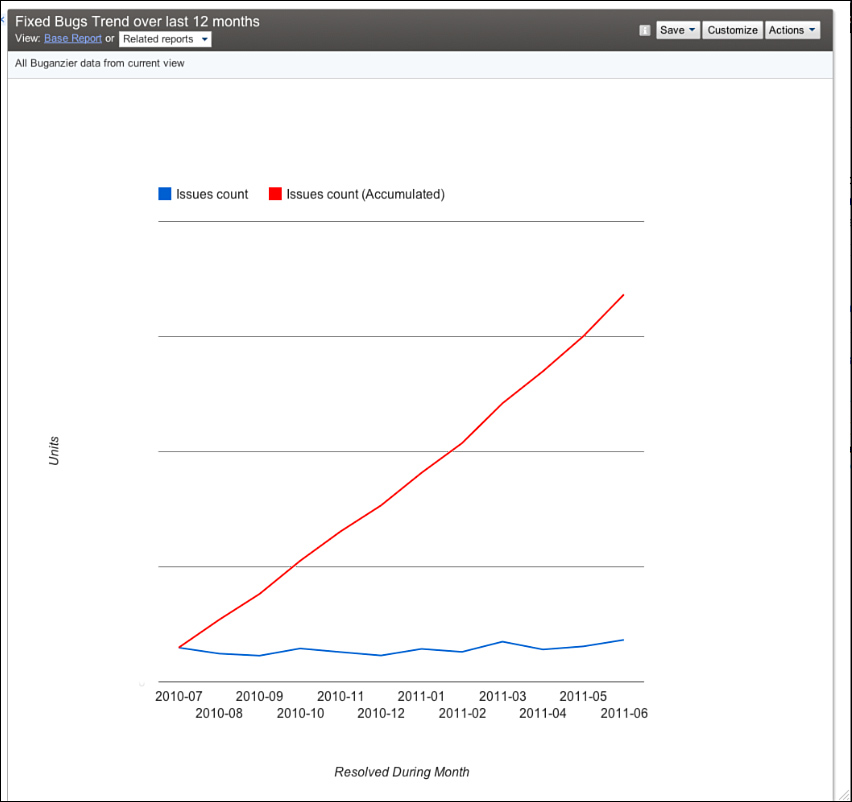 Fixed Bugs Trend over last 12 months
View: Base Report or Related reports
Save Customize Actions
All Buganzier data from current view
Issues count Issues count (Accumulated)
Units
2010-07 2010-09 2010-11 2011-01 2011-03 2011-05
2010-08 2010-10 2010-12 2011-02 2011-04 2011-06
Resolved During Month